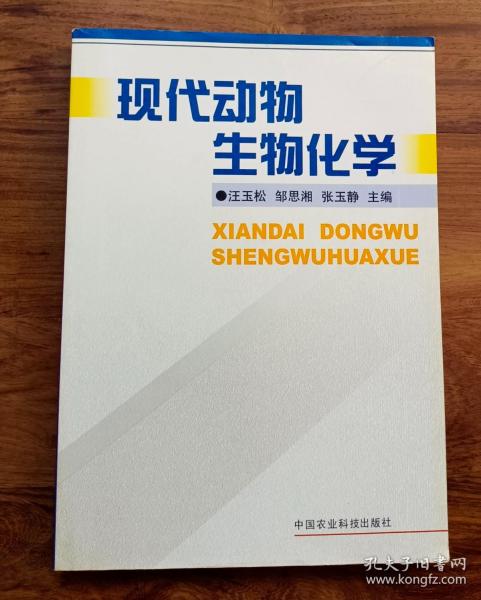 现代动物
生物化学
●汪玉松 邹思湘 张玉静 主编
XIANDAI DONGWU
SHENGWUHUAXUE
中国农业科技出版社
孔夫子旧书网
www.kongfz.com